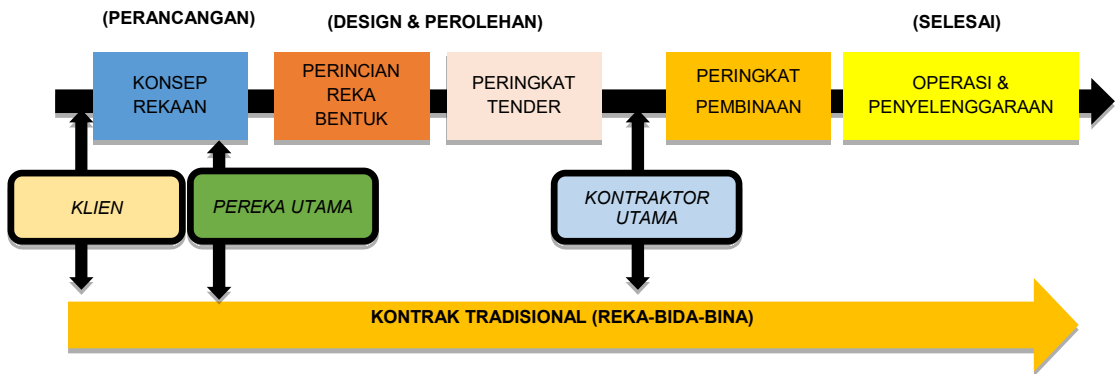 (PERANCANGAN)
(DESIGN & PEROLEHAN)
(SELESAI)
KONSEP
REKAAN
PERINCIAN
REKA
BENTUK
PERINGKAT
TENDER
PERINGKAT
PEMBINAAN
OPERASI &
PENYELENGGARAAN
KLIEN
PEREKA UTAMA
KONTRAKTOR
UTAMA
KONTRAK TRADISIONAL (REKA-BIDA-BINA)